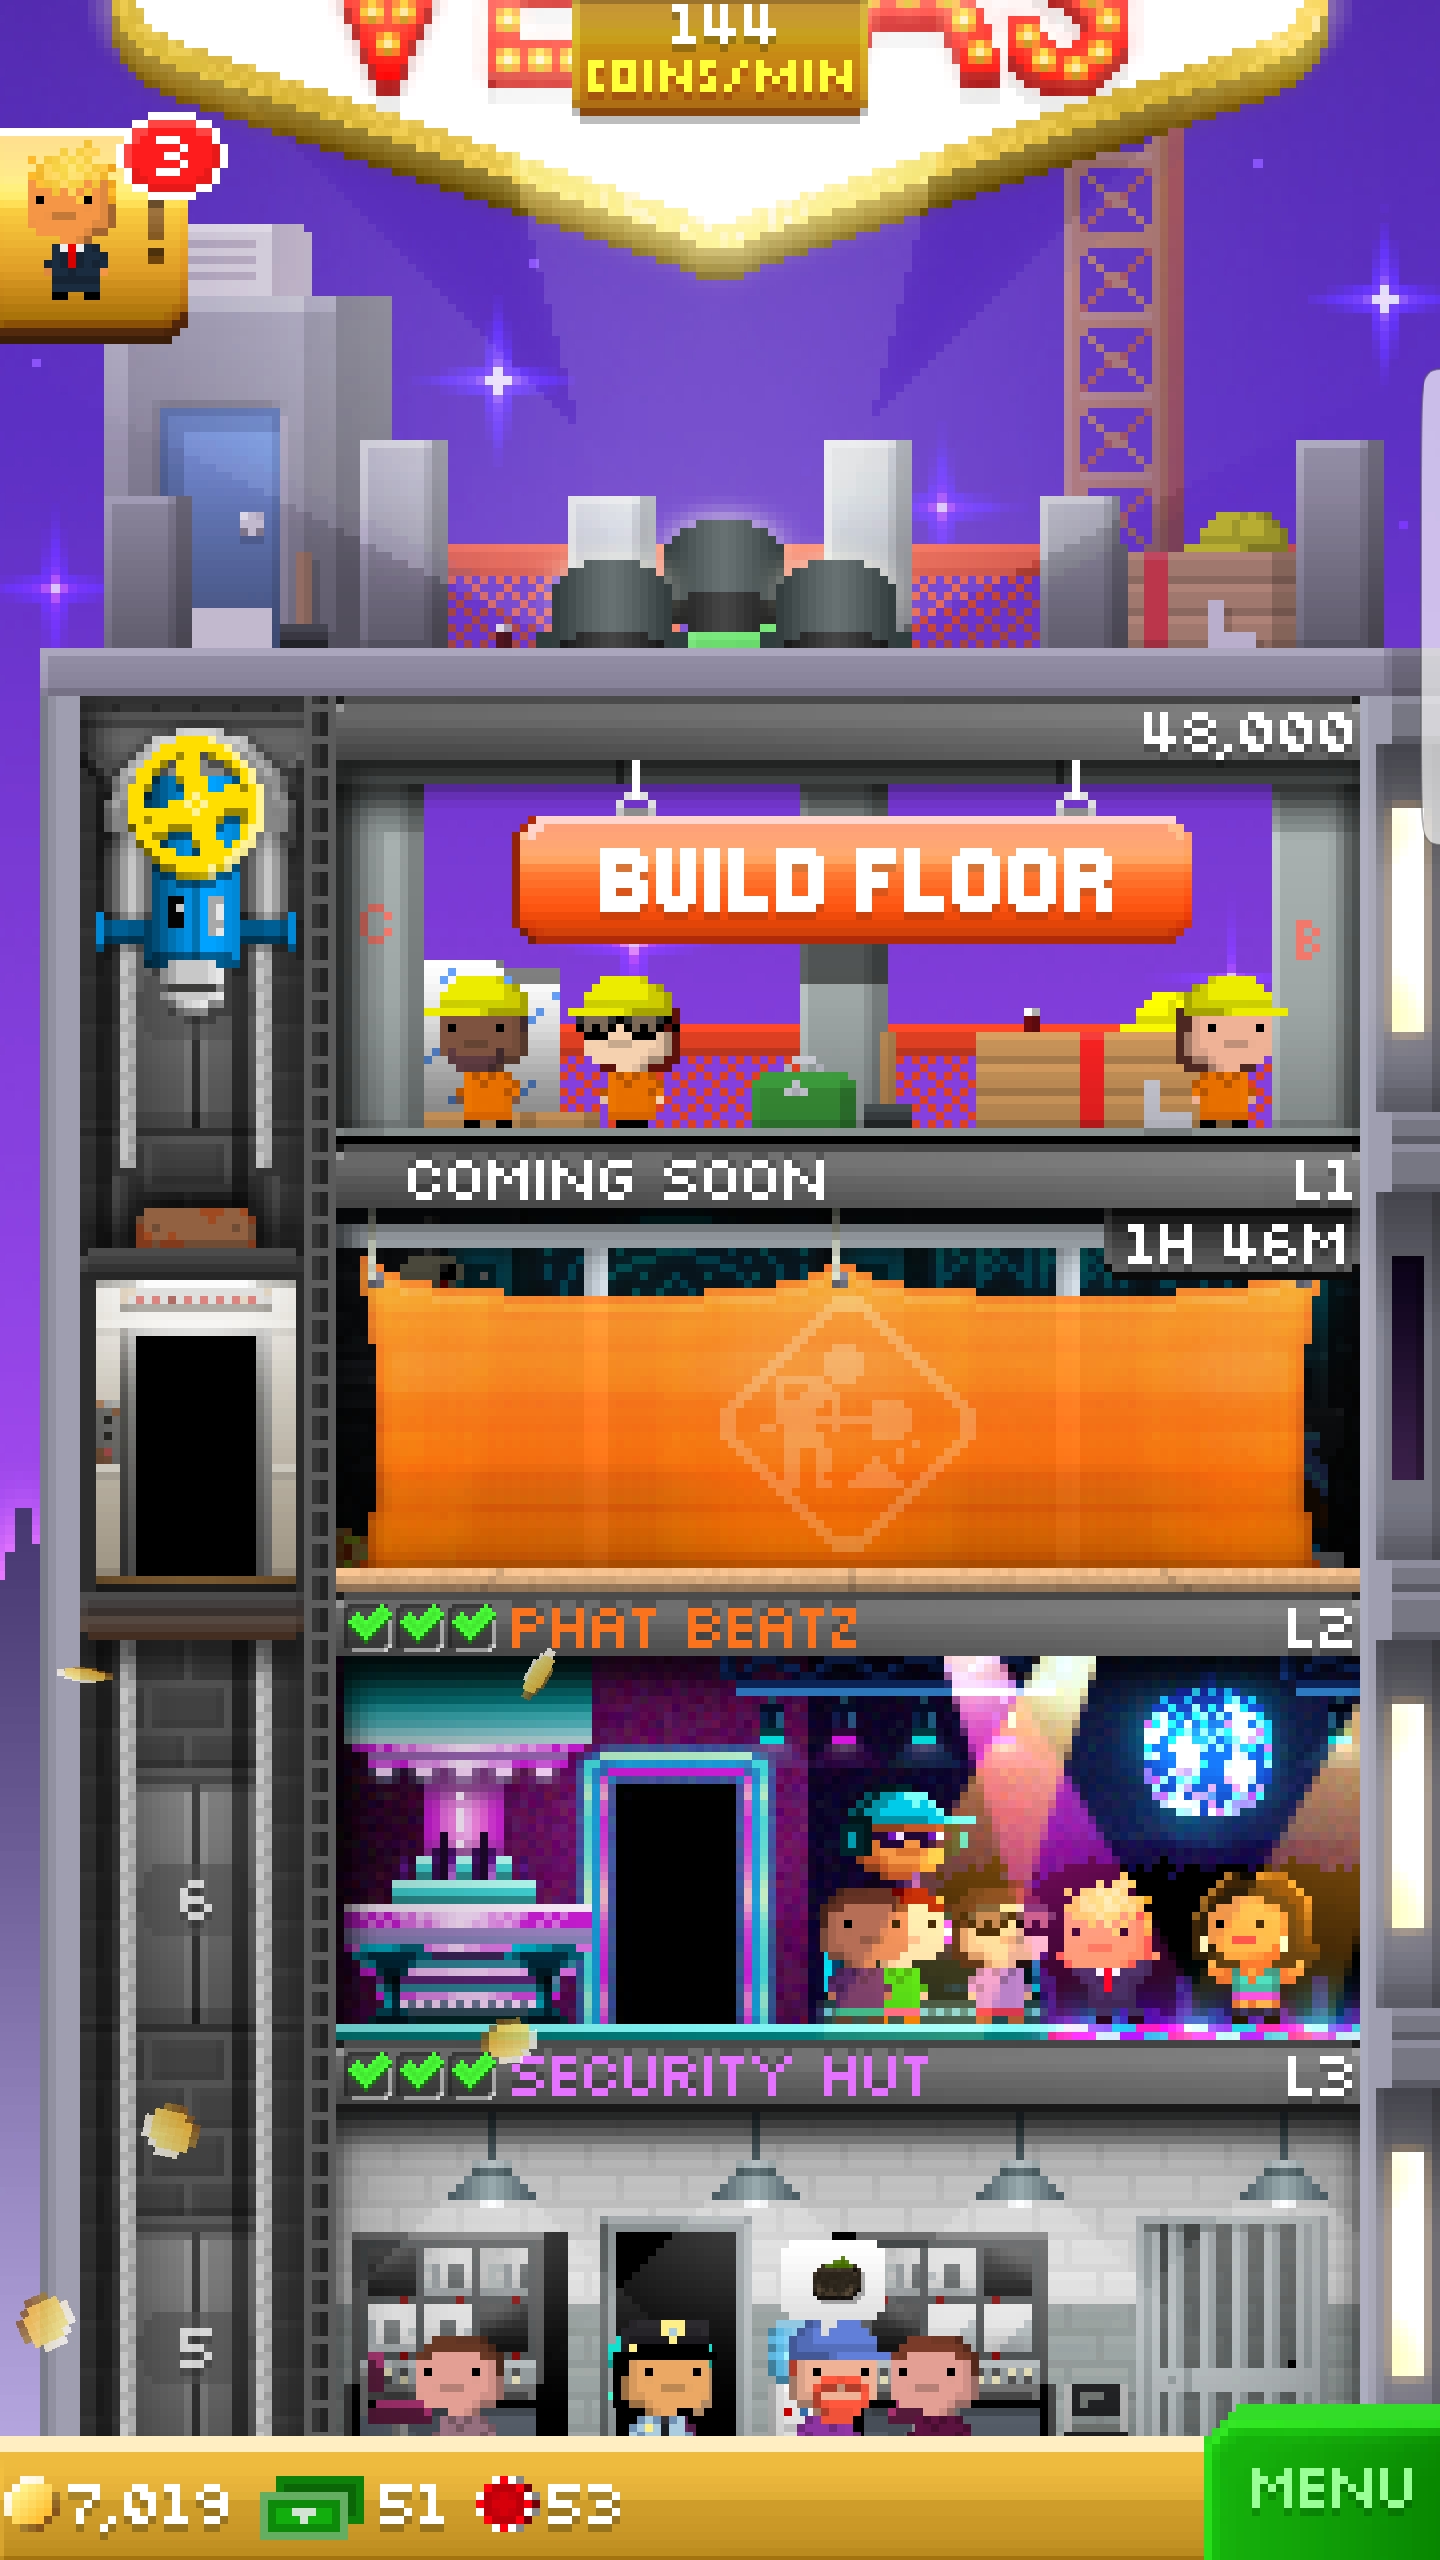 144
COINS/MIN
3
!
48,000
BUILD FLOOR
C
B
COMING SOON
L1
1H 46M
PHAT BEATZ
L2
6
SECURITY HUT
L3
5
7,019
51
53
MENU